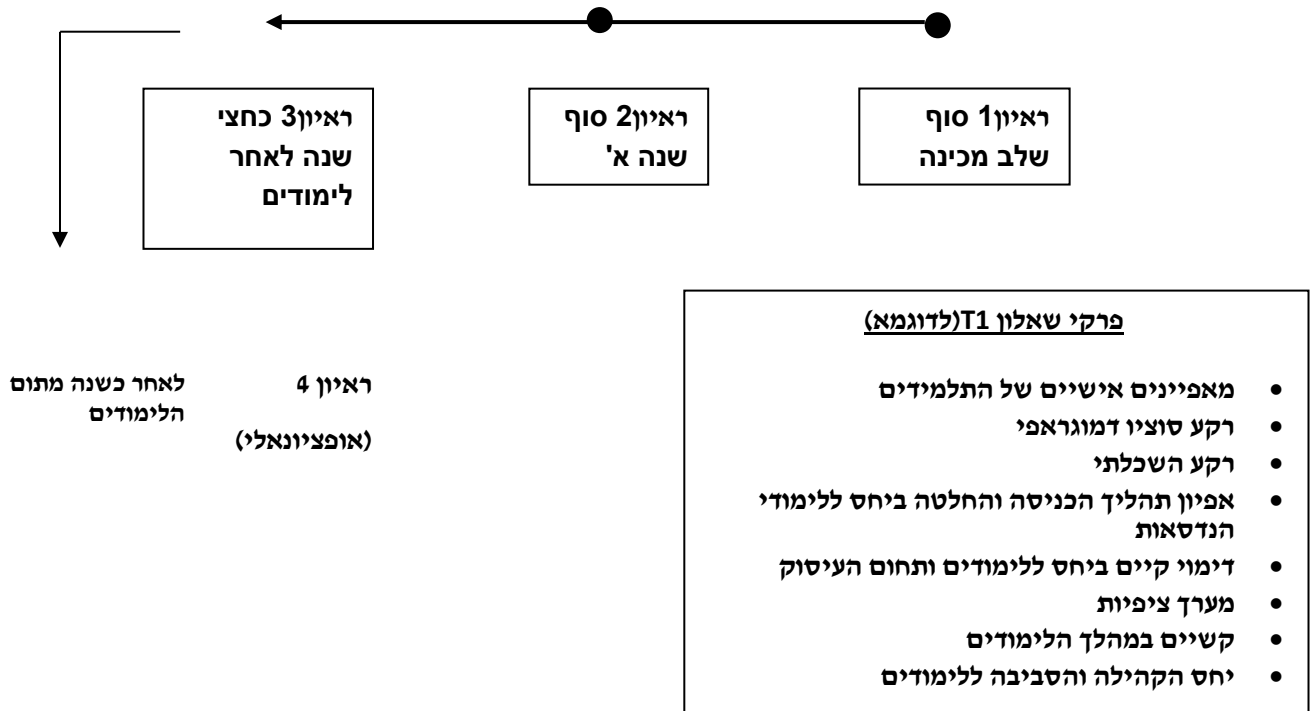 ראיון1 סוף
שלב מכינה
ראיון2 סוף
שנה א'
ראיון3 כחצי
שנה לאחר
לימודים
פרקי שאלון T1(לדוגמא)
מאפיינים אישיים של התלמידים
רקע סוציו דמוגראפי
רקע השכלתי
אפיון תהליך הכניסה והחלטה ביחס ללימודי
הנדסאות
דימוי קיים ביחס ללימודים ותחום העיסוק
מערך ציפיות
קשיים במהלך הלימודים
יחס הקהילה והסביבה ללימודים
ראיון 4
(אופציונאלי)
לאחר כשנה מתום
הלימודים